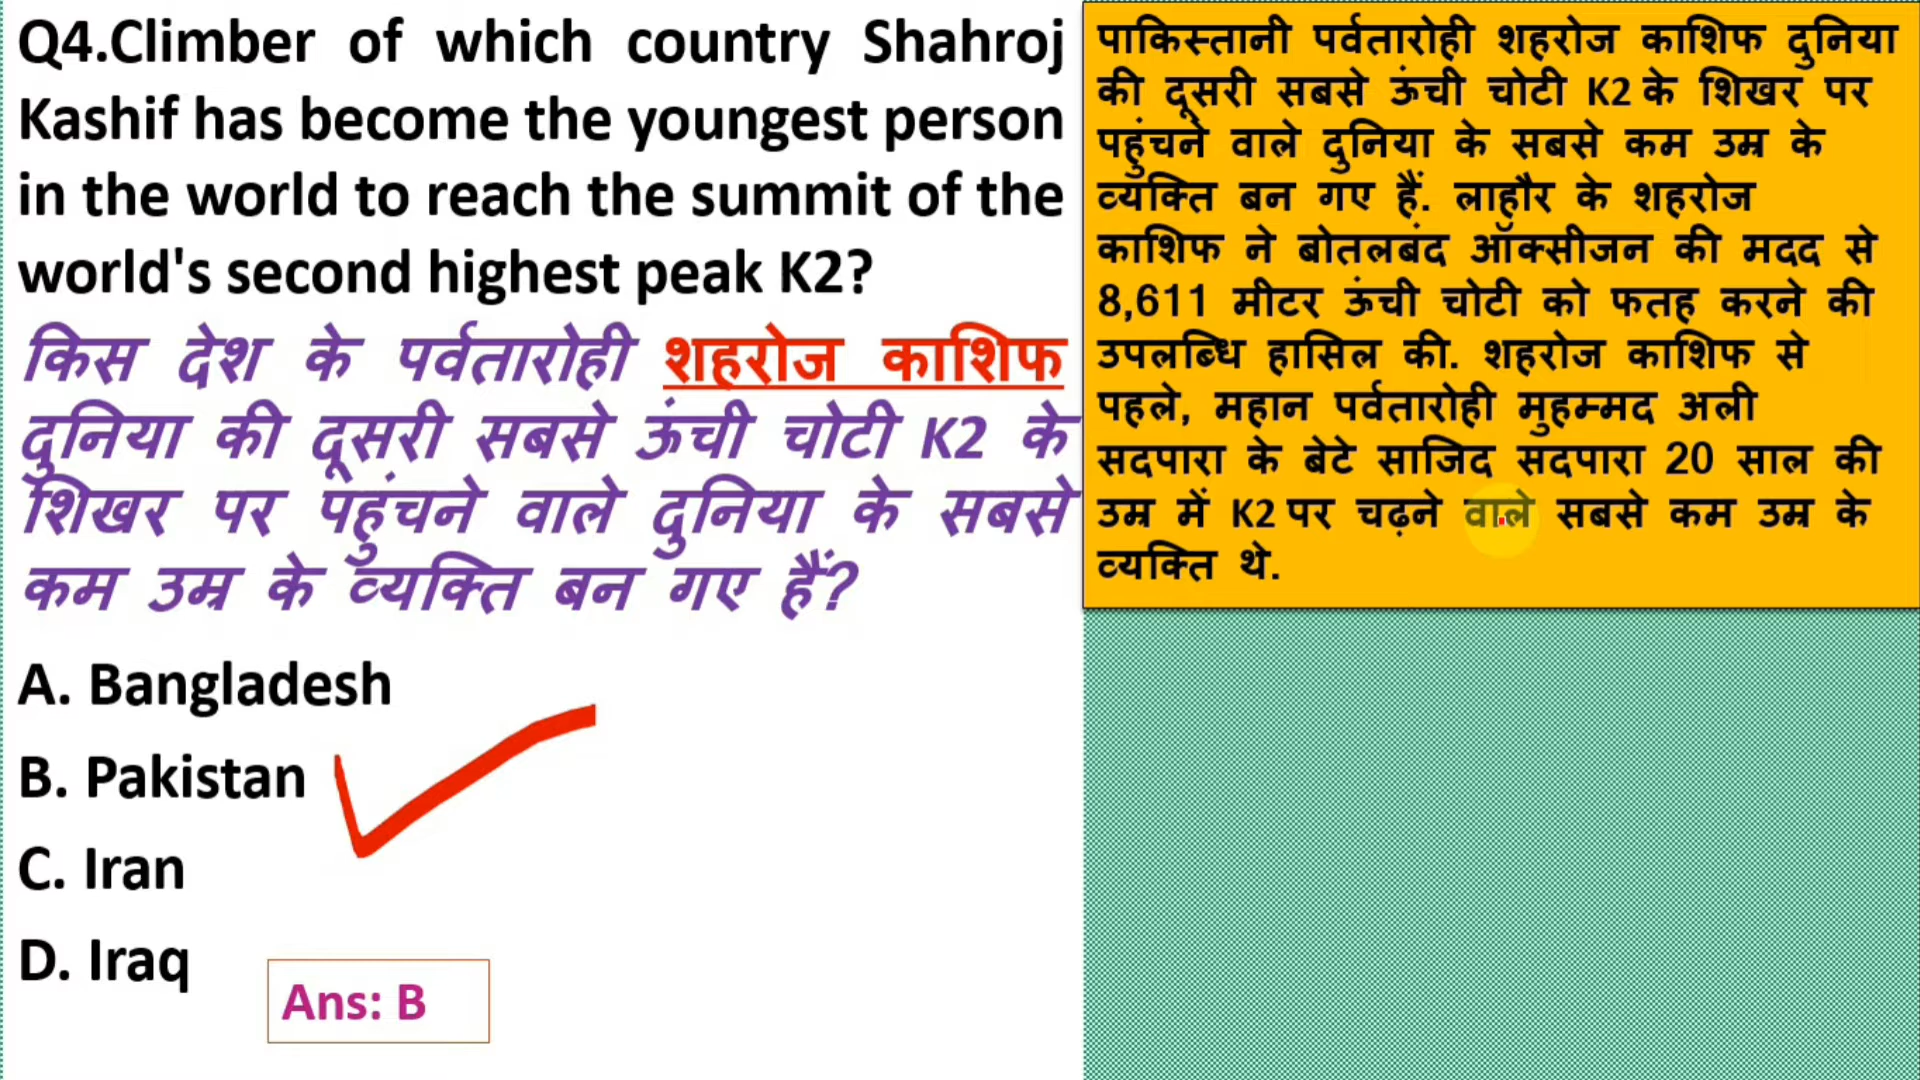 Q4.Climber of which country Shahroj
Kashif has become the youngest person
in the world to reach the summit of the
world's second highest peak K2?
किस देश के पर्वतारोही शहरोज काशिफ
दुनिया की दूसरी सबसे ऊंची चोटी K2 के
शिखर पर पहुंचने वाले दुनिया के सबसे
कम उम्र के व्यक्ति बन गए हैं?
A. Bangladesh
B. Pakistan
C. Iran
D. Iraq
Ans: B
पाकिस्तानी पर्वतारोही शहरोज काशिफ दुनिया
की दूसरी सबसे ऊंची चोटी K2 के शिखर पर
पहुंचने वाले दुनिया के सबसे कम उम्र के
व्यक्ति बन गए हैं. लाहौर के शहरोज
काशिफ ने बोतलबंद ऑक्सीजन की मदद से
8,611 मीटर ऊंची चोटी को फतह करने की
उपलब्धि हासिल की. शहरोज काशिफ से
पहले, महान पर्वतारोही मुहम्मद अली
सदपारा के बेटे साजिद सदपारा 20 साल की
उम्र में K2 पर चढ़ने वाले सबसे कम उम्र के
व्यक्ति थे.